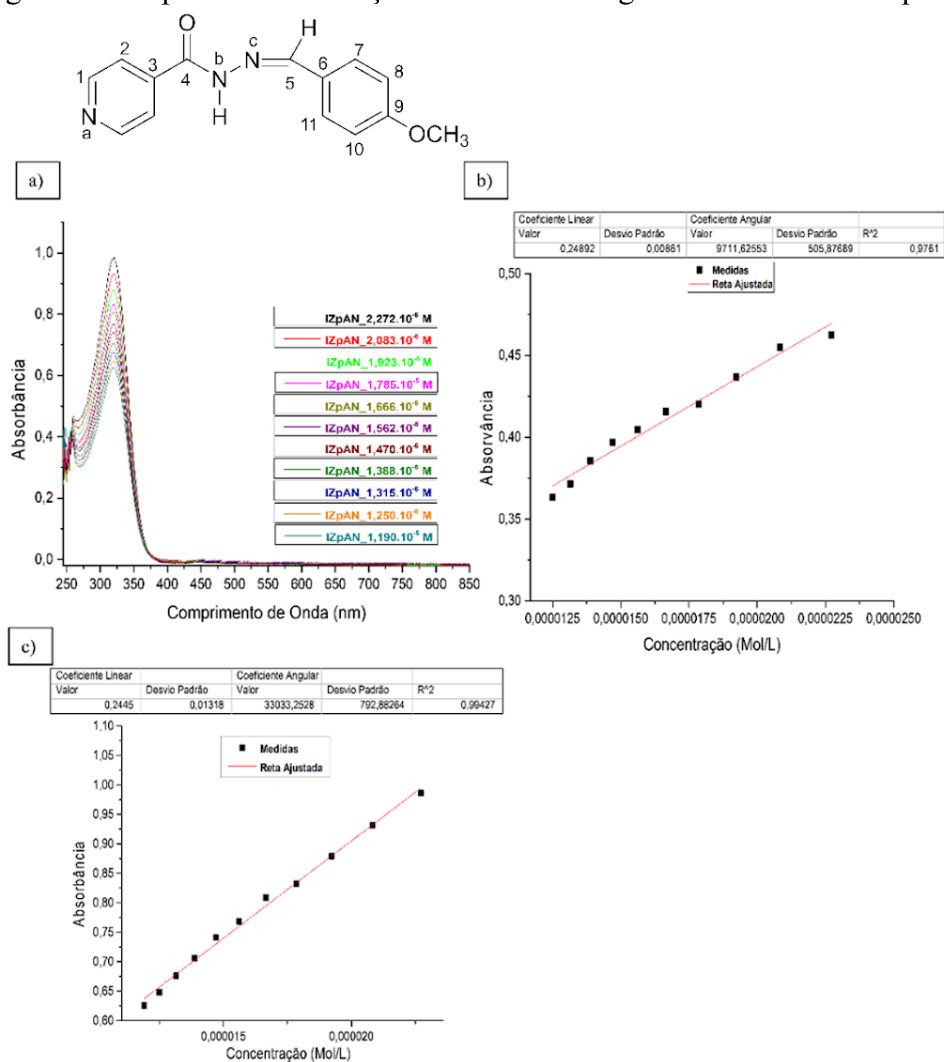 O
H
N
N
H
N
OCH₃
1
2
3
4
5
6
7
8
9
10
11
a
b
c
a)
Absorbância
1,0
0,8
0,6
0,4
0,2
0,0
250 300 350 400 450 500 550 600 650 700 750 800 850
Comprimento de Onda (nm)
IZpAN_2,272.10⁻⁵ M
IZpAN_2,083.10⁻⁵ M
IZpAN_1,923.10⁻⁵ M
IZpAN_1,785.10⁻⁵ M
IZpAN_1,666.10⁻⁵ M
IZpAN_1,562.10⁻⁵ M
IZpAN_1,470.10⁻⁵ M
IZpAN_1,388.10⁻⁵ M
IZpAN_1,315.10⁻⁵ M
IZpAN_1,250.10⁻⁵ M
IZpAN_1,190.10⁻⁵ M
b)
Coeficiente Linear Coeficiente Angular
Valor Desvio Padrão Valor Desvio Padrão R^2
0,24892 0,00861 9711,62553 505,87689 0,9761
Medidas
Reta Ajustada
Absorvância
0,50
0,45
0,40
0,35
0,30
0,0000125 0,0000150 0,0000175 0,0000200 0,0000225 0,0000250
Concentração (Mol/L)
c)
Coeficiente Linear Coeficiente Angular
Valor Desvio Padrão Valor Desvio Padrão R^2
0,2445 0,01318 33033,2528 792,88264 0,99427
Medidas
Reta Ajustada
Absorbância
1,10
1,05
1,00
0,95
0,90
0,85
0,80
0,75
0,70
0,65
0,60
0,000015 0,000020
Concentração (Mol/L)